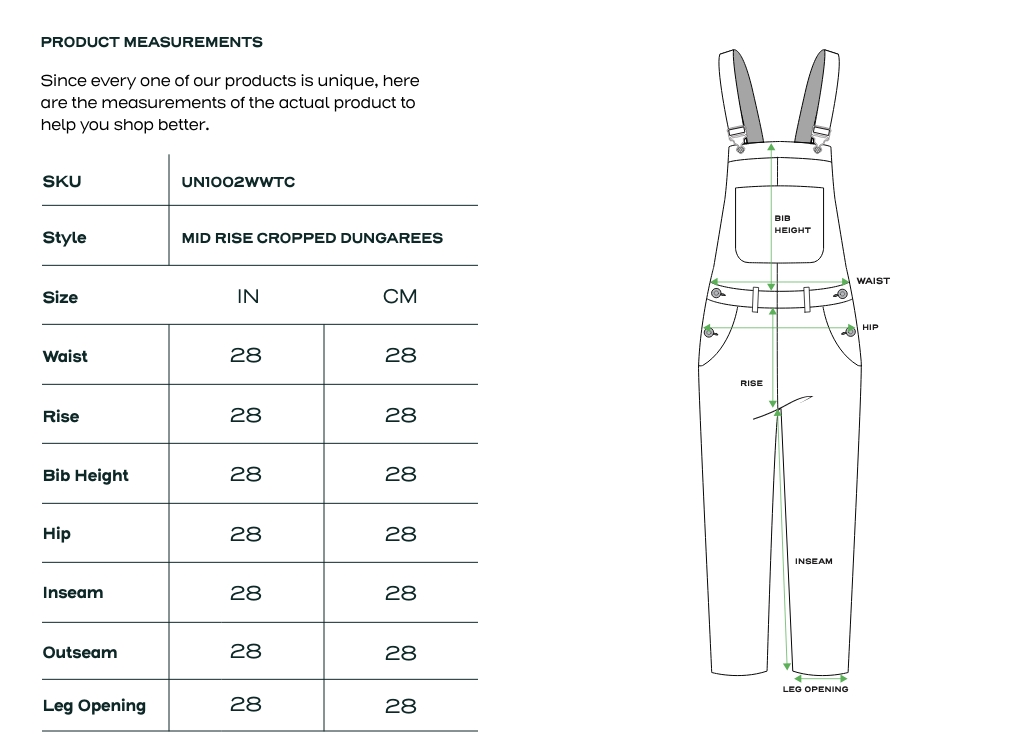 PRODUCT MEASUREMENTS
Since every one of our products is unique, here
are the measurements of the actual product to
help you shop better.
SKU UN1002WWTC
Style MID RISE CROPPED DUNGAREES
Size IN CM
Waist 28 28
Rise 28 28
Bib Height 28 28
Hip 28 28
Inseam 28 28
Outseam 28 28
Leg Opening 28 28
BIB
HEIGHT
WAIST
HIP
RISE
INSEAM
LEG OPENING